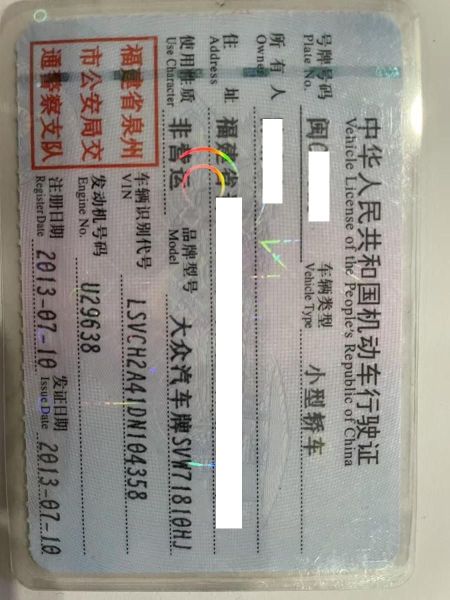 中华人民共和国机动车行驶证
Vehicle License of the People's Republic of China
号牌号码 闽C 车辆类型 小型轿车
Plate No. Vehicle Type
所有人
Owner
住址 福建省
Address
使用性质 非营运 品牌型号 大众汽车牌SVW71810HJ
Use Character Model
福建省泉州
市公安局交
通警察支队
车辆识别代号 LSVCH2A41DN104358
VIN
发动机号码 U29638
Engine No.
注册日期 2013-07-10 发证日期 2013-07-10
Register Date Issue Date